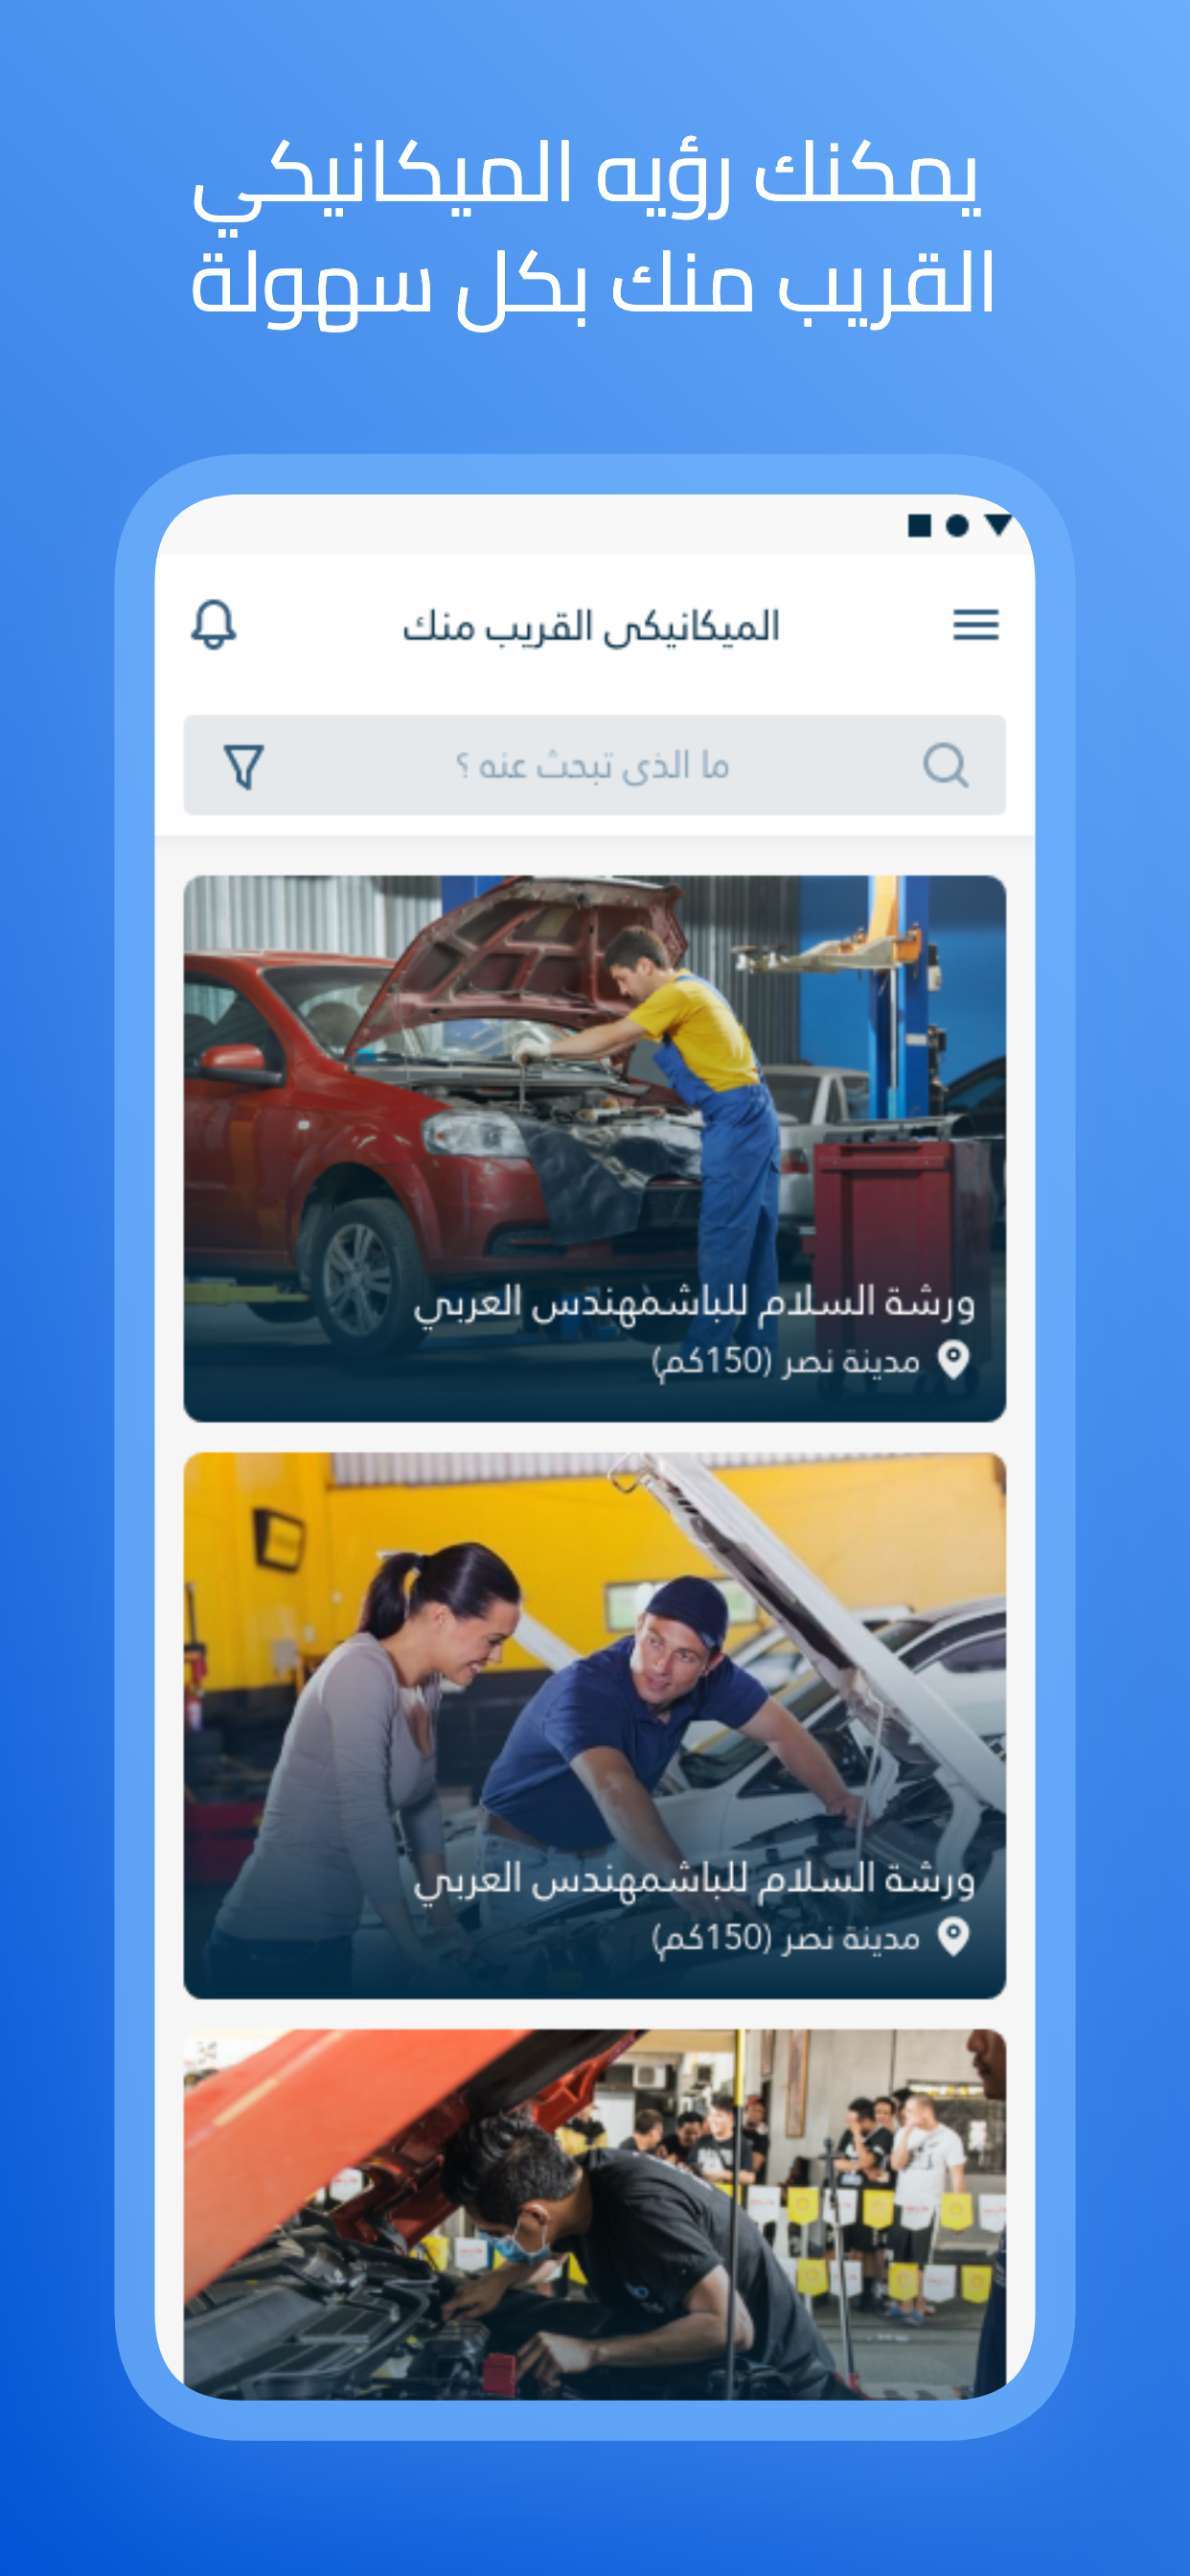 يمكنك رؤيه الميكانيكي
القريب منك بكل سهولة
الميكانيكى القريب منك
ما الذى تبحث عنه ؟
ورشة السلام للباشمهندس العربي
مدينة نصر (150كم)
ورشة السلام للباشمهندس العربي
مدينة نصر (150كم)